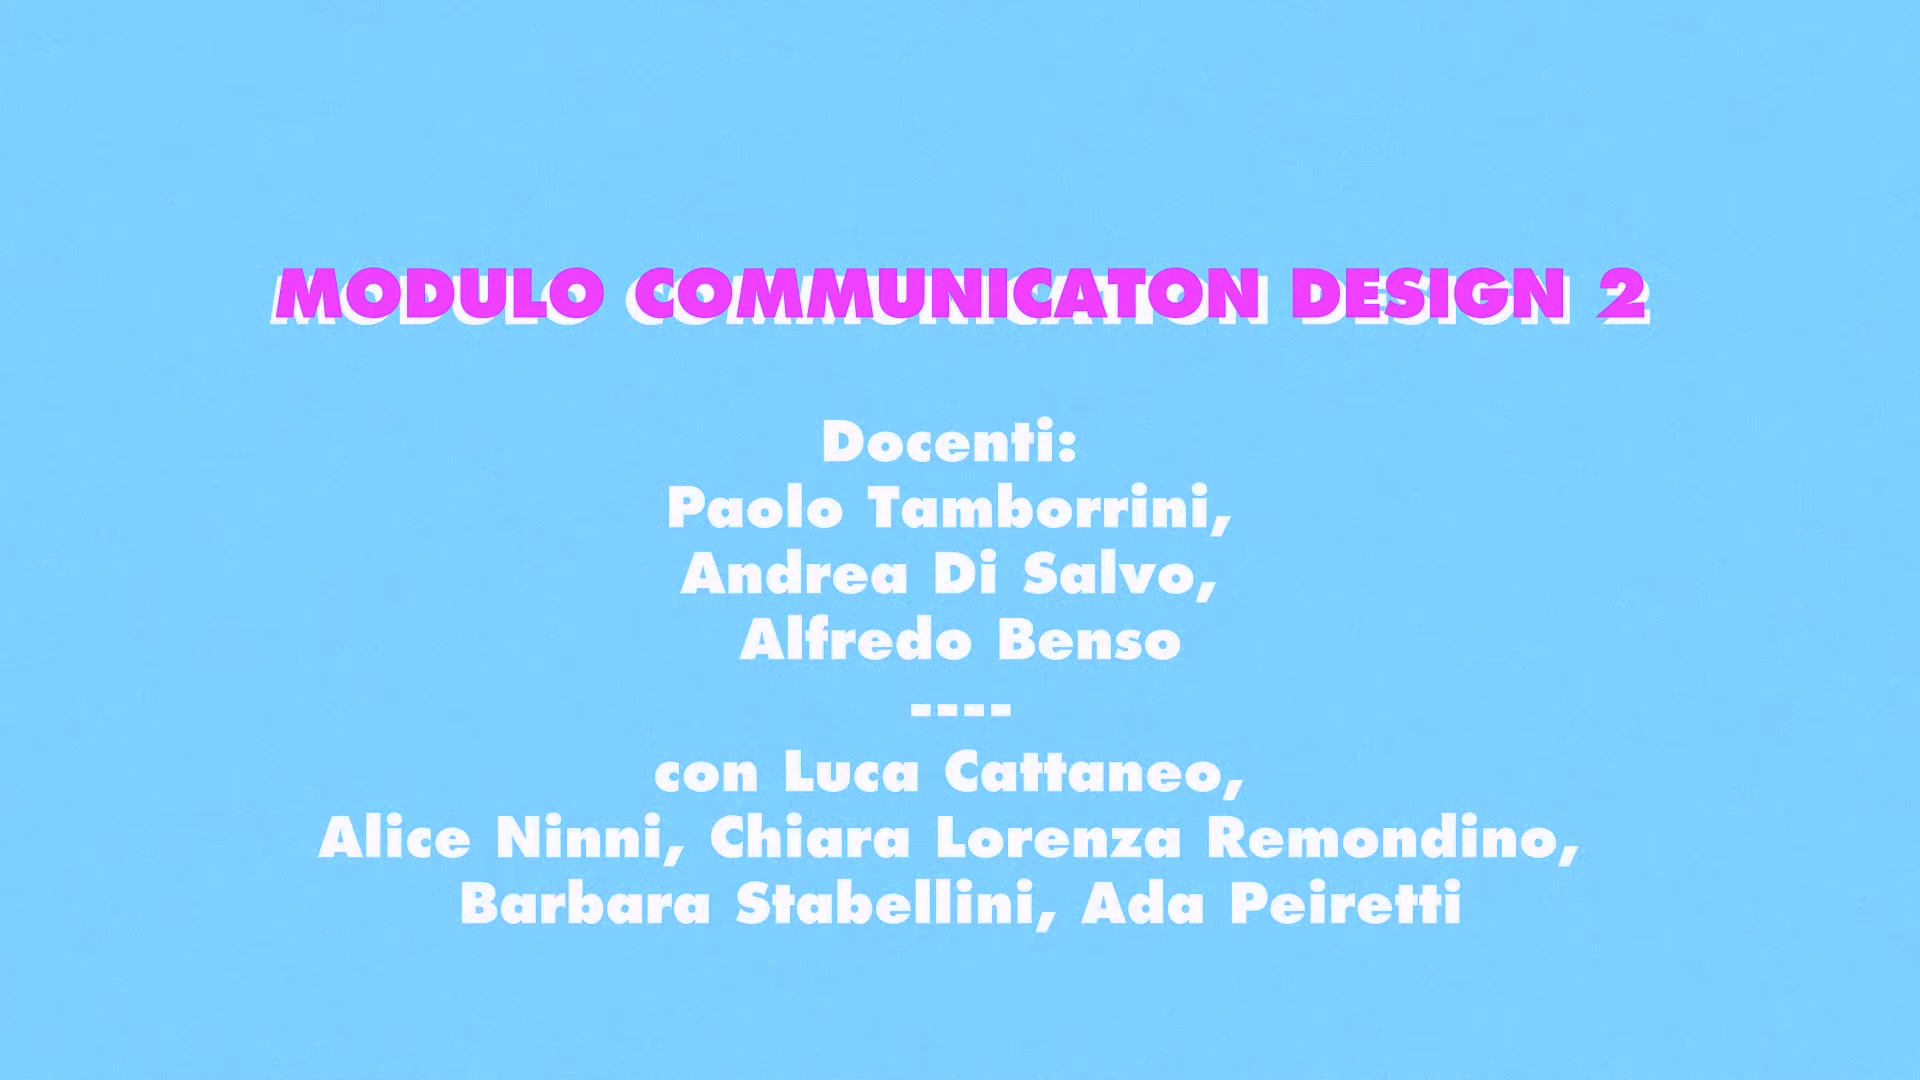 MODULO COMMUNICATON DESIGN 2
Docenti:
Paolo Tamborrini,
Andrea Di Salvo,
Alfredo Benso
----
con Luca Cattaneo,
Alice Ninni, Chiara Lorenza Remondino,
Barbara Stabellini, Ada Peiretti